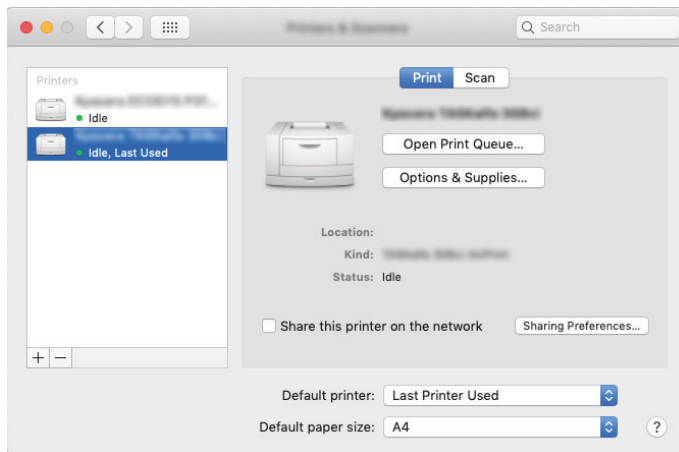 Search
Printers
Idle
Idle, Last Used
Print Scan
Open Print Queue...
Options & Supplies...
Location:
Kind:
Status: Idle
Share this printer on the network
Sharing Preferences...
+ −
Default printer: Last Printer Used
Default paper size: A4
?